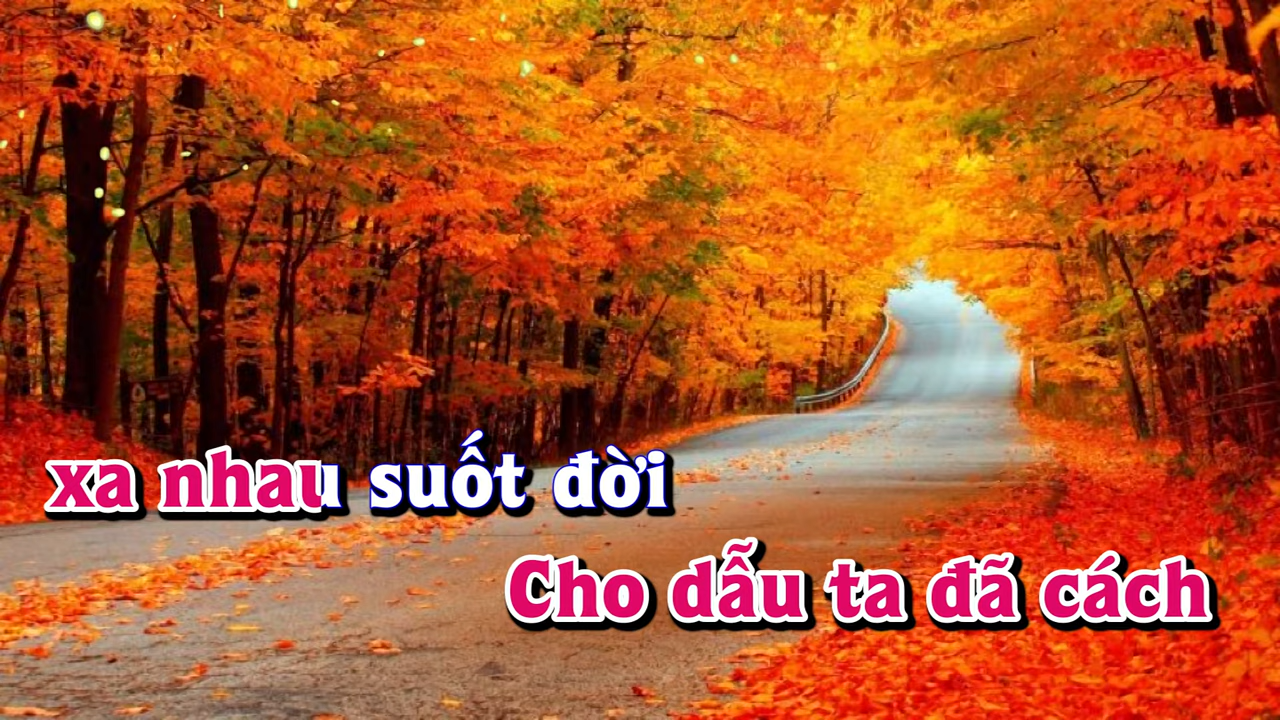 xa nhau suốt đời
Cho dẫu ta đã cách